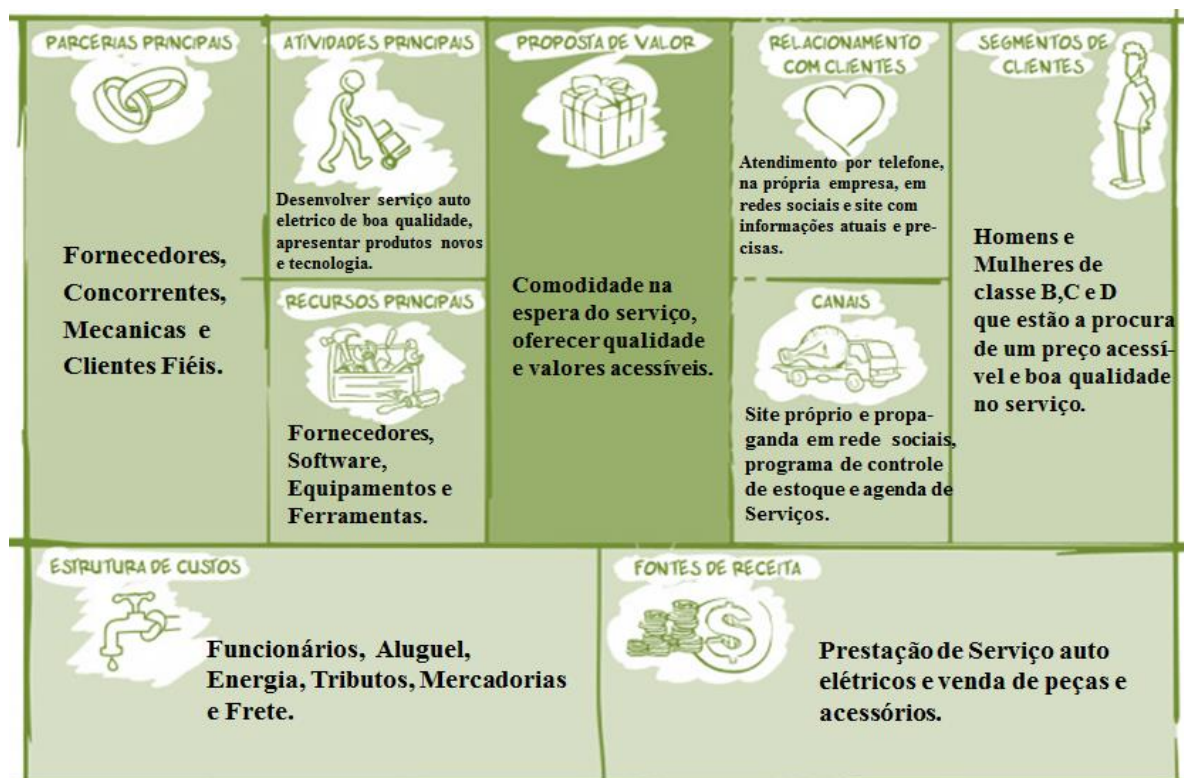 PARCERIAS PRINCIPAIS
Fornecedores,
Concorrentes,
Mecanicas e
Clientes Fiéis.
ATIVIDADES PRINCIPAIS
Desenvolver serviço auto
eletrico de boa qualidade,
apresentar produtos novos
e tecnologia.
RECURSOS PRINCIPAIS
Fornecedores,
Software,
Equipamentos e
Ferramentas.
PROPOSTA DE VALOR
Comodidade na
espera do serviço,
oferecer qualidade
e valores acessíveis.
RELACIONAMENTO
COM CLIENTES
Atendimento por telefone,
na própria empresa, em
redes sociais e site com
informações atuais e pre-
cisas.
CANAIS
Site próprio e propa-
ganda em rede sociais,
programa de controle
de estoque e agenda de
Serviços.
SEGMENTOS DE
CLIENTES
Homens e
Mulheres de
classe B,C e D
que estão a procura
de um preço acessí-
vel e boa qualidade
no serviço.
ESTRUTURA DE CUSTOS
Funcionários, Aluguel,
Energia, Tributos, Mercadorias
e Frete.
FONTES DE RECEITA
$
Prestação de Serviço auto
elétricos e venda de peças e
acessórios.